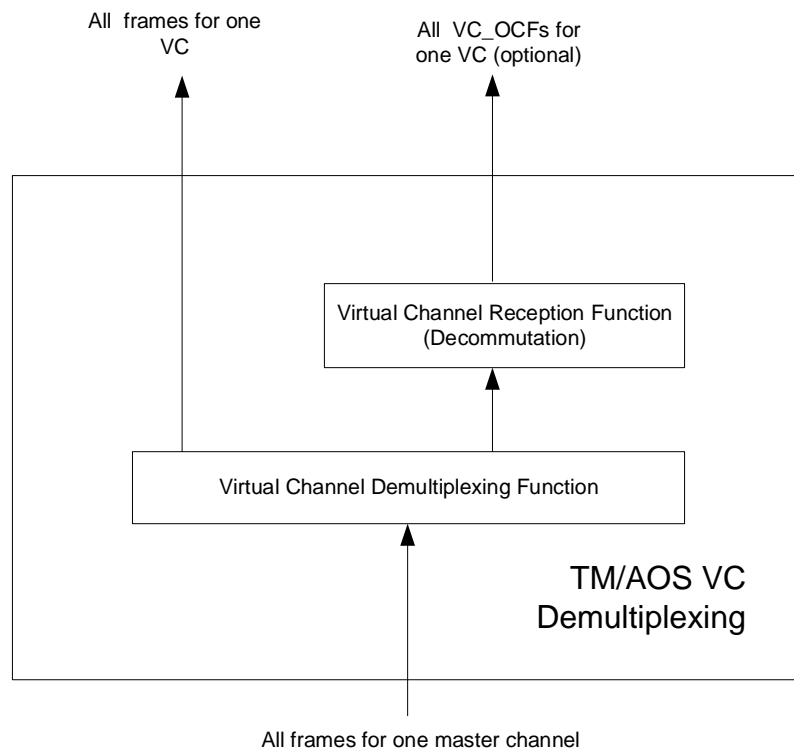 All frames for one
VC
All VC_OCFs for
one VC (optional)
Virtual Channel Reception Function
(Decommutation)
Virtual Channel Demultiplexing Function
TM/AOS VC
Demultiplexing
All frames for one master channel